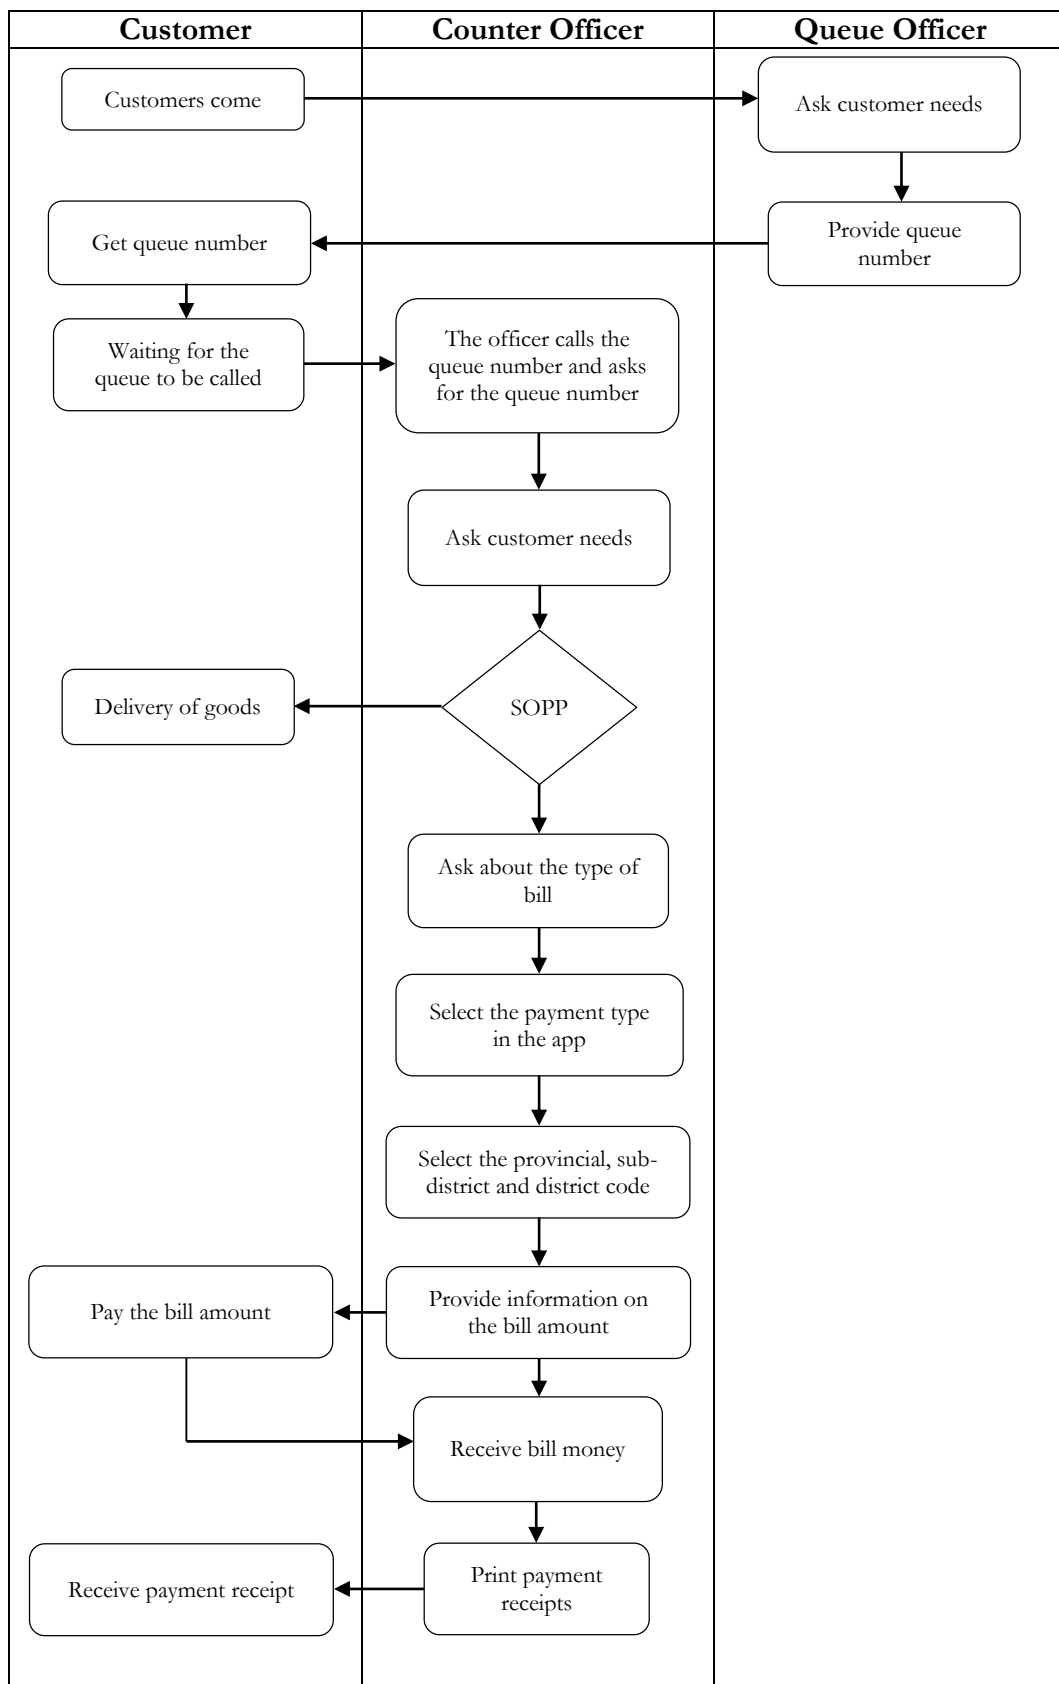 Customer
Counter Officer
Queue Officer
Customers come
Ask customer needs
Get queue number
Provide queue
number
Waiting for the
queue to be called
The officer calls the
queue number and asks
for the queue number
Ask customer needs
Delivery of goods
SOPP
Ask about the type of
bill
Select the payment type
in the app
Select the provincial, sub-
district and district code
Pay the bill amount
Provide information on
the bill amount
Receive bill money
Receive payment receipt
Print payment
receipts